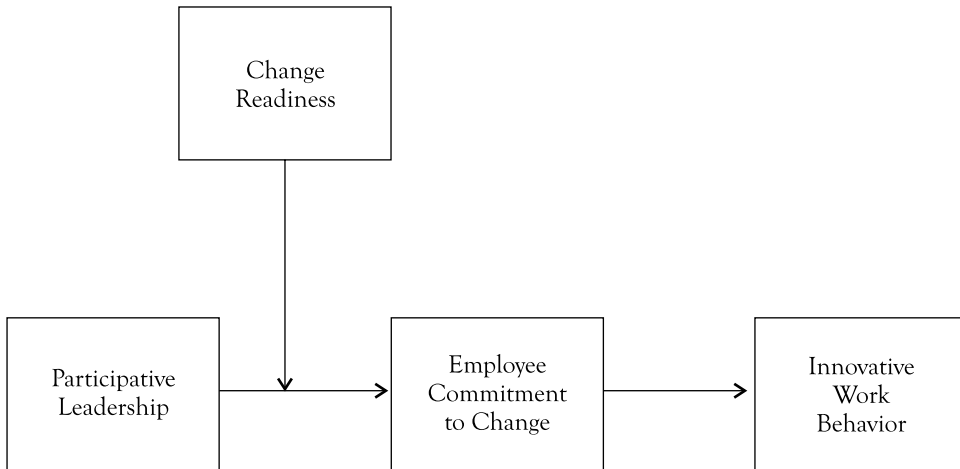 Change
Readiness
Participative
Leadership
Employee
Commitment
to Change
Innovative
Work
Behavior